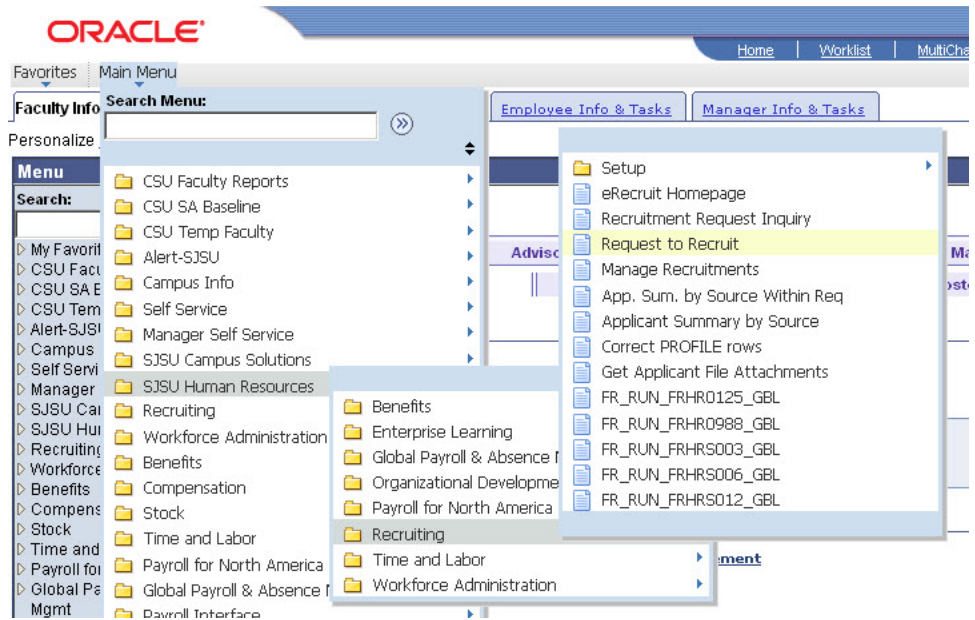 ORACLE
Home | Worklist | MultiCha
Favorites Main Menu
Faculty Info
Search Menu:
Employee Info & Tasks
Manager Info & Tasks
Personalize
Menu
Search:
My Favorit
CSU Facu
CSU SA E
CSU Tem
Alert-SJSU
Campus
Self Servi
Manager
SJSU Cai
SJSU Hur
Recruiting
Workforce
Benefits
Compens
Stock
Time and
Payroll for
Global Pa
Mgmt
CSU Faculty Reports
CSU SA Baseline
CSU Temp Faculty
Alert-SJSU
Campus Info
Self Service
Manager Self Service
SJSU Campus Solutions
SJSU Human Resources
Recruiting
Workforce Administration
Benefits
Compensation
Stock
Time and Labor
Payroll for North America
Global Payroll & Absence
Payroll Interface
Benefits
Enterprise Learning
Global Payroll & Absence
Organizational Developme
Payroll for North America
Recruiting
Time and Labor
Workforce Administration
Adviso
Setup
eRecruit Homepage
Recruitment Request Inquiry
Request to Recruit
Manage Recruitments
App. Sum. by Source Within Req
Applicant Summary by Source
Correct PROFILE rows
Get Applicant File Attachments
FR_RUN_FRHR0125_GBL
FR_RUN_FRHR0988_GBL
FR_RUN_FRHRS003_GBL
FR_RUN_FRHRS006_GBL
FR_RUN_FRHRS012_GBL
Ma
ement